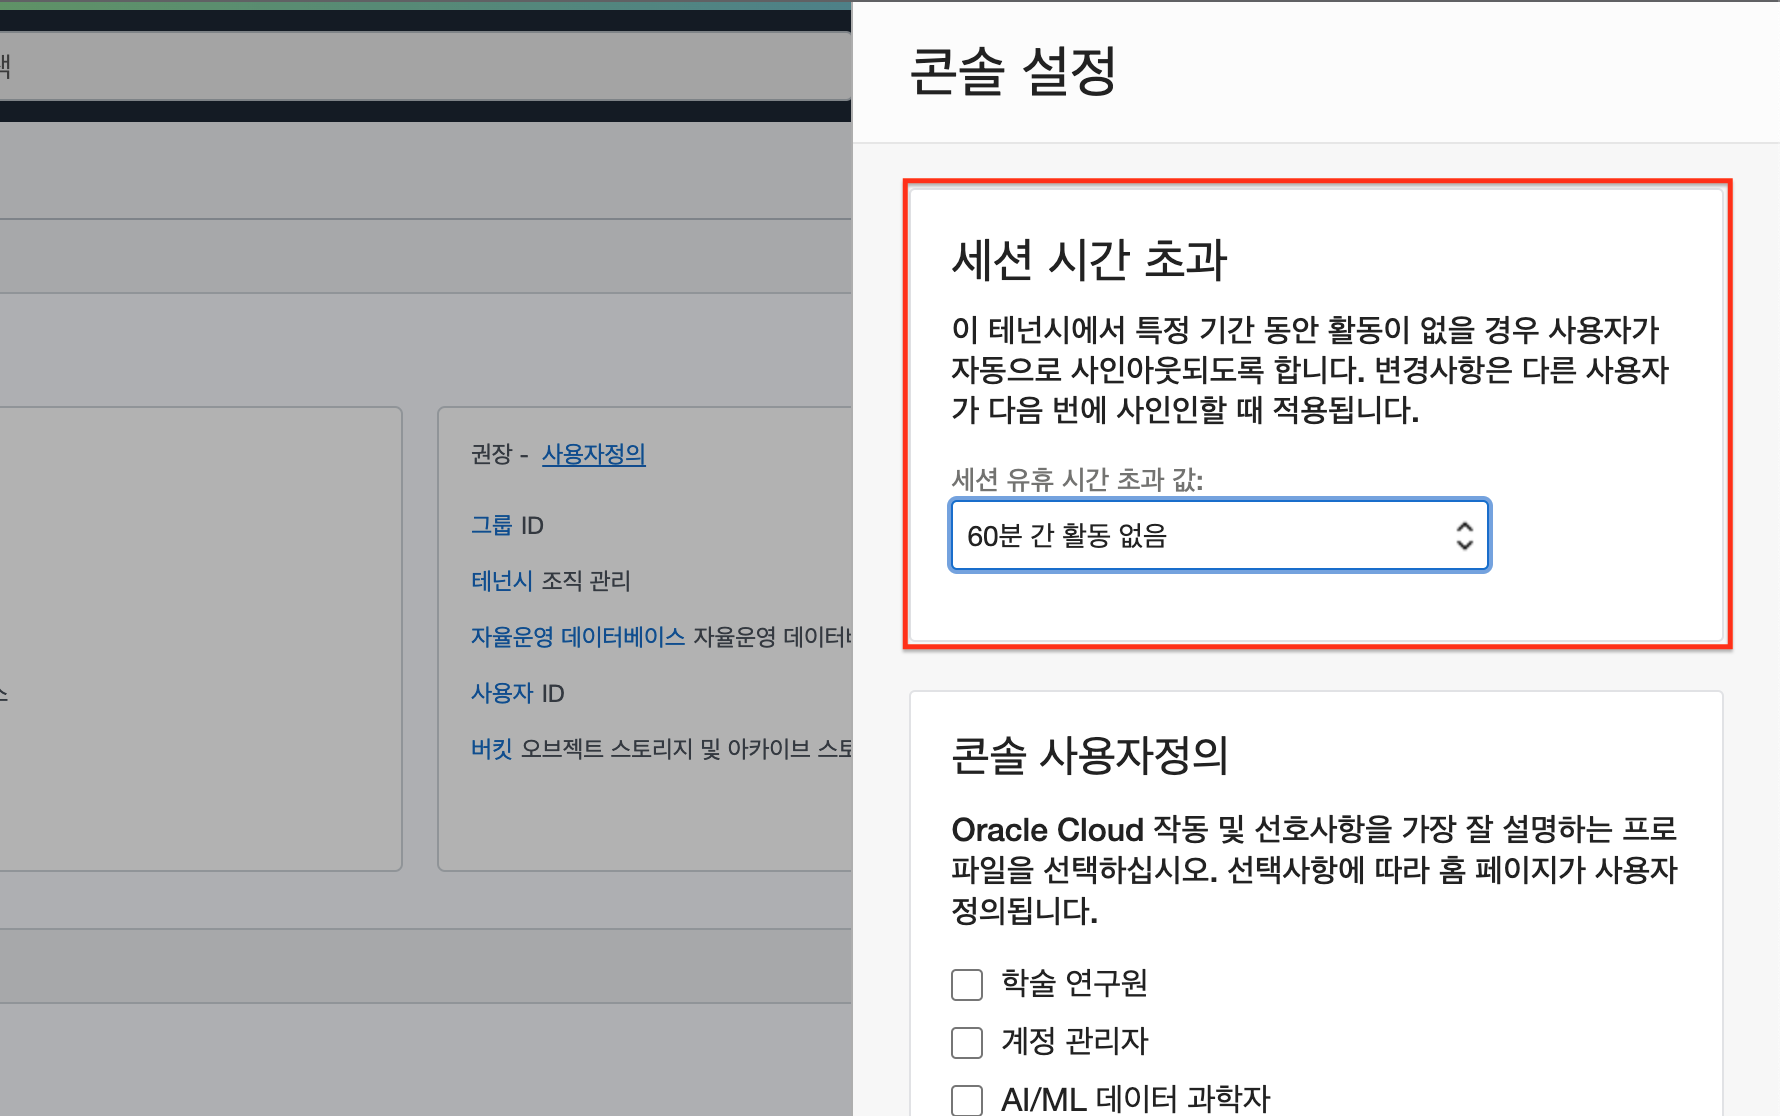 콘솔 설정
세션 시간 초과
이 테넌시에서 특정 기간 동안 활동이 없을 경우 사용자가
자동으로 사인아웃되도록 합니다. 변경사항은 다른 사용자
가 다음 번에 사인인할 때 적용됩니다.
세션 유휴 시간 초과 값:
60분 간 활동 없음
권장 - 사용자정의
그룹 ID
테넌시 조직 관리
자율운영 데이터베이스 자율운영 데이터
사용자 ID
버킷 오브젝트 스토리지 및 아카이브 스토
콘솔 사용자정의
Oracle Cloud 작동 및 선호사항을 가장 잘 설명하는 프로
파일을 선택하십시오. 선택사항에 따라 홈 페이지가 사용자
정의됩니다.
학술 연구원
계정 관리자
AI/ML 데이터 과학자